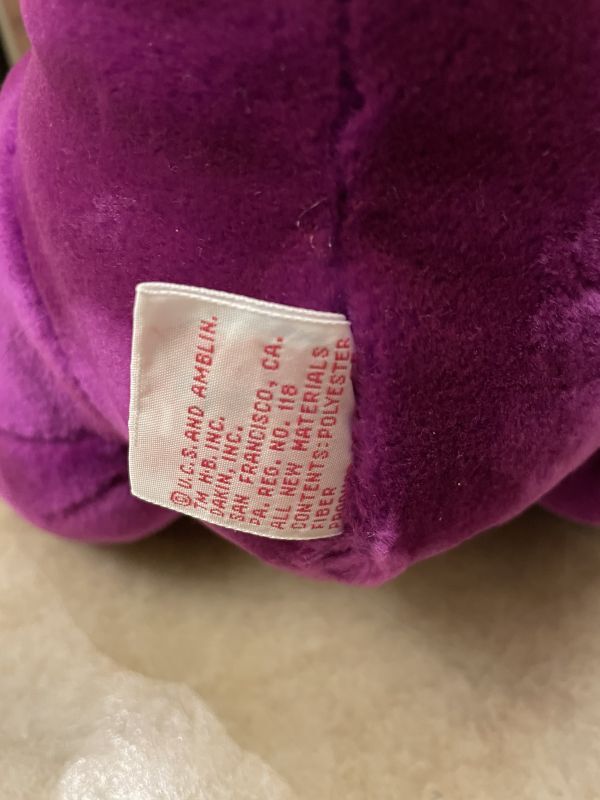 © U.C.S. AND AMBLIN.
TM H.B. INC.
DAKIN, INC.
SAN FRANCISCO, CA.
PA. REG. NO. 118
ALL NEW MATERIALS
CONTENTS: POLYESTER
FIBER